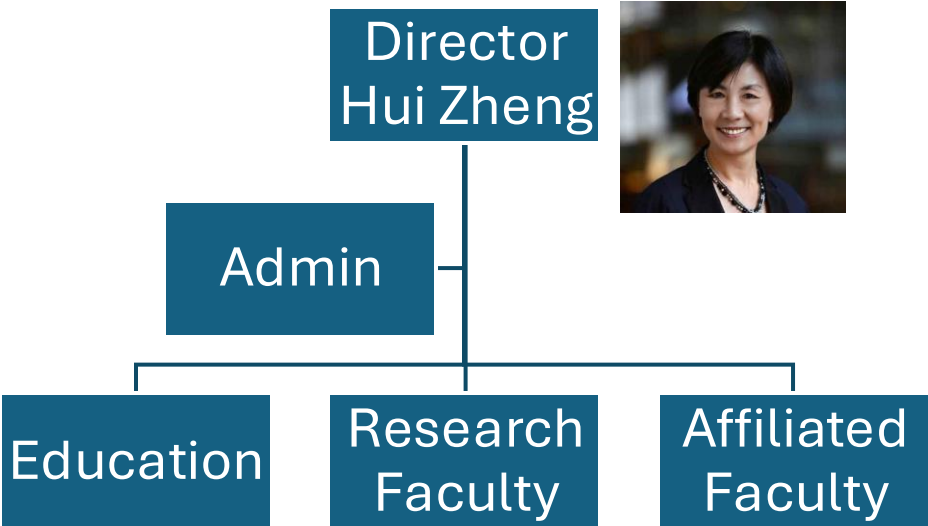 Director
Hui Zheng
Admin
Education
Research
Faculty
Affiliated
Faculty